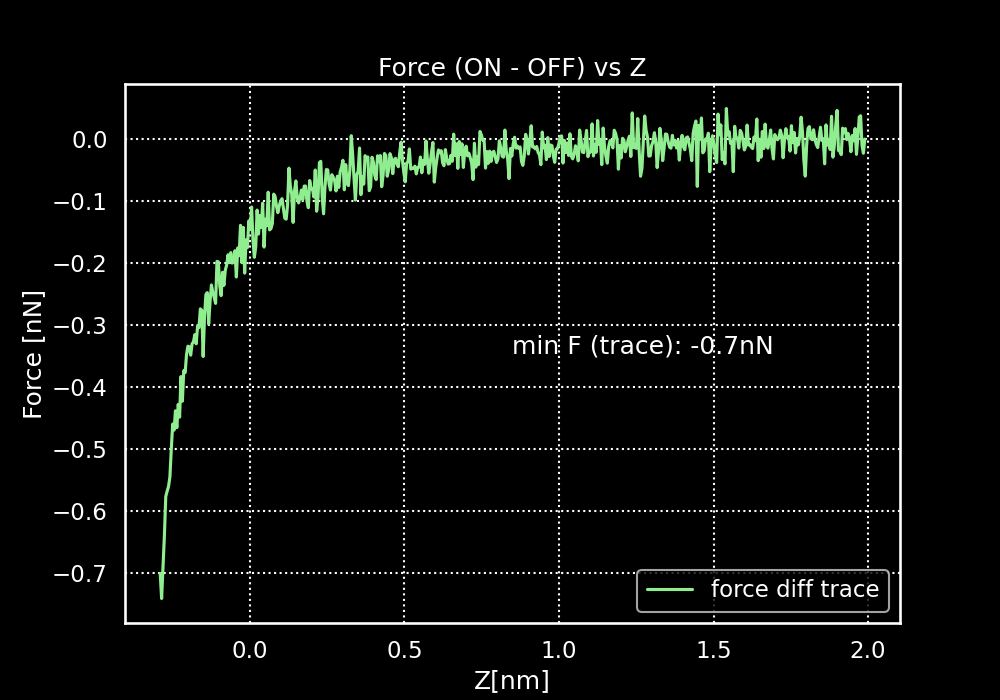 Force (ON - OFF) vs Z
Force [nN]
0.0
−0.1
−0.2
−0.3
−0.4
−0.5
−0.6
−0.7
min F (trace): -0.7nN
force diff trace
0.0 0.5 1.0 1.5 2.0
Z[nm]